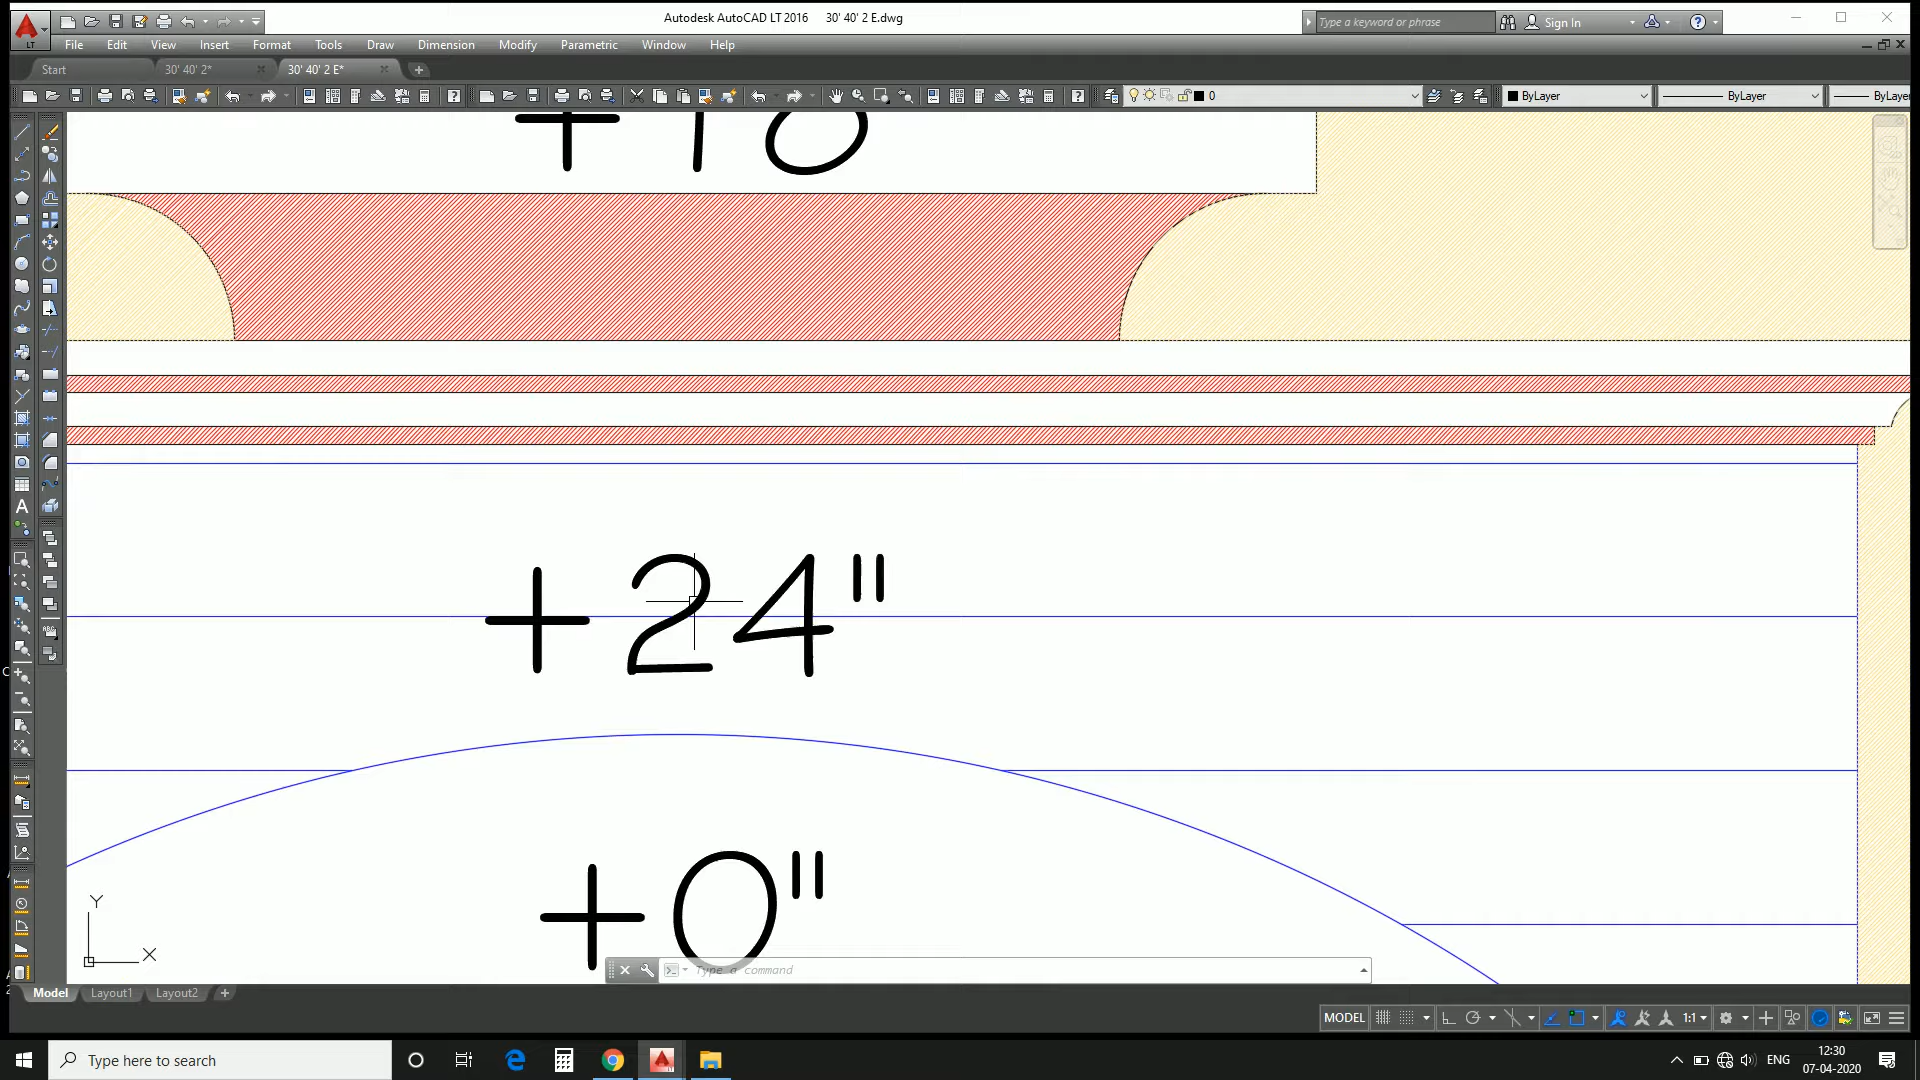 LT
Autodesk AutoCAD LT 2016 30' 40' 2 E.dwg
Type a keyword or phrase
Sign In
File Edit View Insert Format Tools Draw Dimension Modify Parametric Window Help
Start 30' 40' 2* 30' 40' 2 E*
0
ByLayer
ByLayer
ByLayer
+24"
+0"
Y
X
Type a command
Model Layout1 Layout2
MODEL
1:1
Type here to search
ENG
12:30
07-04-2020